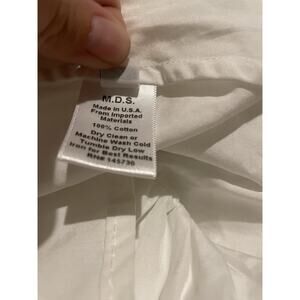 M.D.S.
Made in U.S.A.
From Imported
Materials
100% Cotton
Dry Clean or
Machine Wash Cold
Tumble Dry Low
Iron for Best Results
RN# 145736